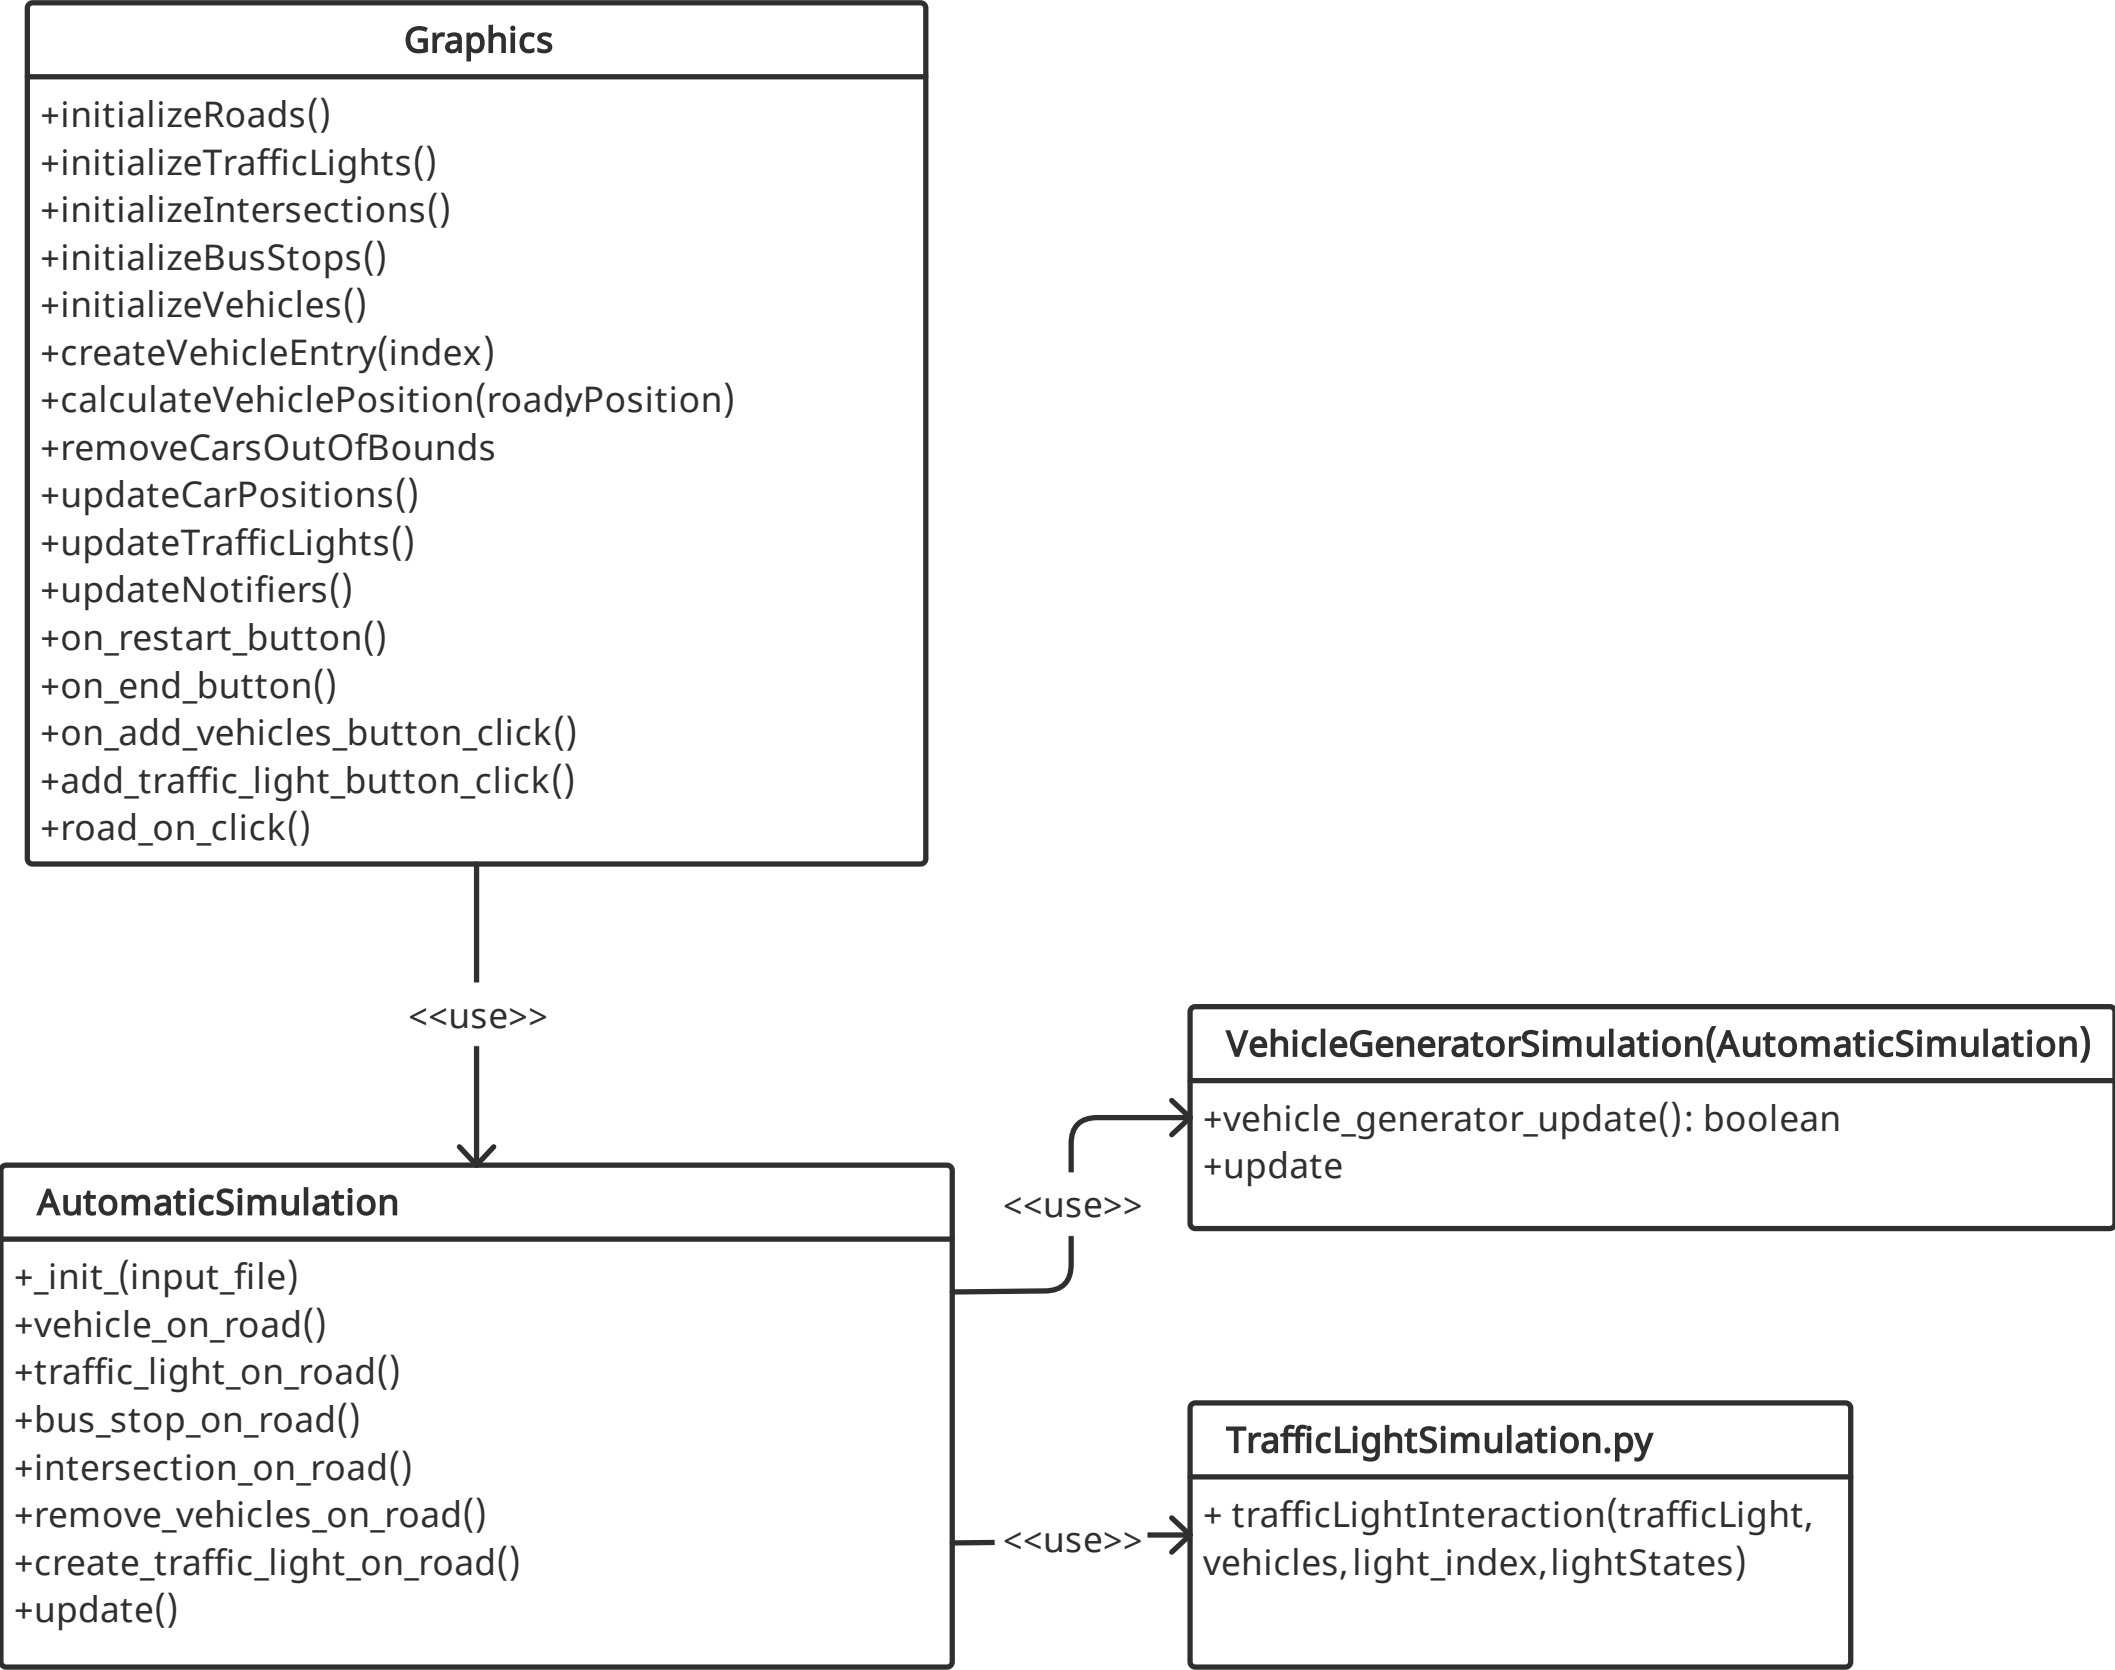 Graphics
+initializeRoads()
+initializeTrafficLights()
+initializeIntersections()
+initializeBusStops()
+initializeVehicles()
+createVehicleEntry(index)
+calculateVehiclePosition(road,vPosition)
+removeCarsOutOfBounds
+updateCarPositions()
+updateTrafficLights()
+updateNotifiers()
+on_restart_button()
+on_end_button()
+on_add_vehicles_button_click()
+add_traffic_light_button_click()
+road_on_click()
<<use>>
AutomaticSimulation
+_init_(input_file)
+vehicle_on_road()
+traffic_light_on_road()
+bus_stop_on_road()
+intersection_on_road()
+remove_vehicles_on_road()
+create_traffic_light_on_road()
+update()
<<use>>
VehicleGeneratorSimulation(AutomaticSimulation)
+vehicle_generator_update(): boolean
+update
<<use>>
TrafficLightSimulation.py
+ trafficLightInteraction(trafficLight,
vehicles,light_index,lightStates)